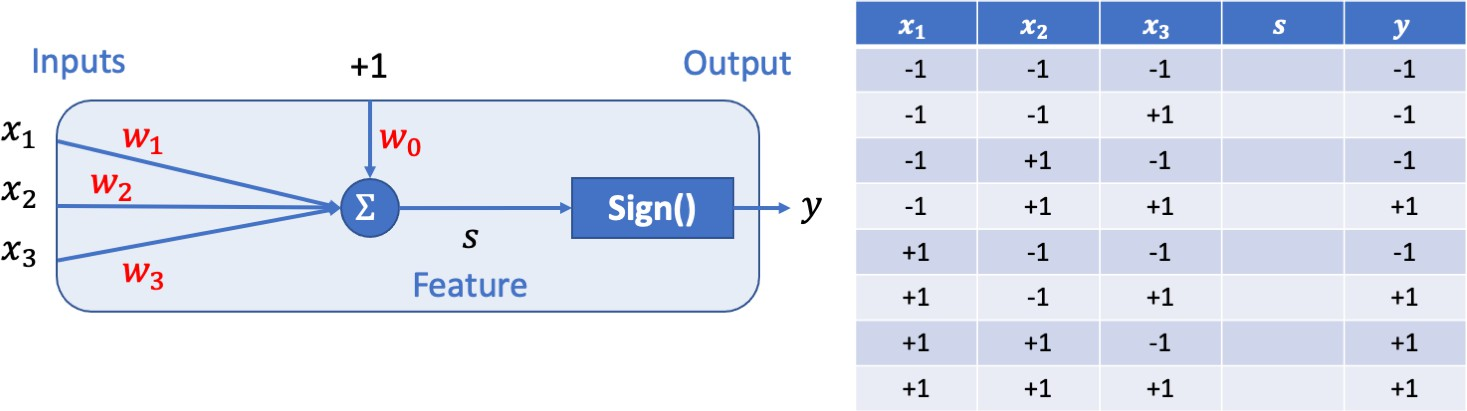 Inputs
+1
Output
x₁
w₁
w₀
x₂
w₂
Σ
Sign()
y
x₃
s
w₃
Feature
x₁ x₂ x₃ s y
-1 -1 -1 -1
-1 -1 +1 -1
-1 +1 -1 -1
-1 +1 +1 +1
+1 -1 -1 -1
+1 -1 +1 +1
+1 +1 -1 +1
+1 +1 +1 +1